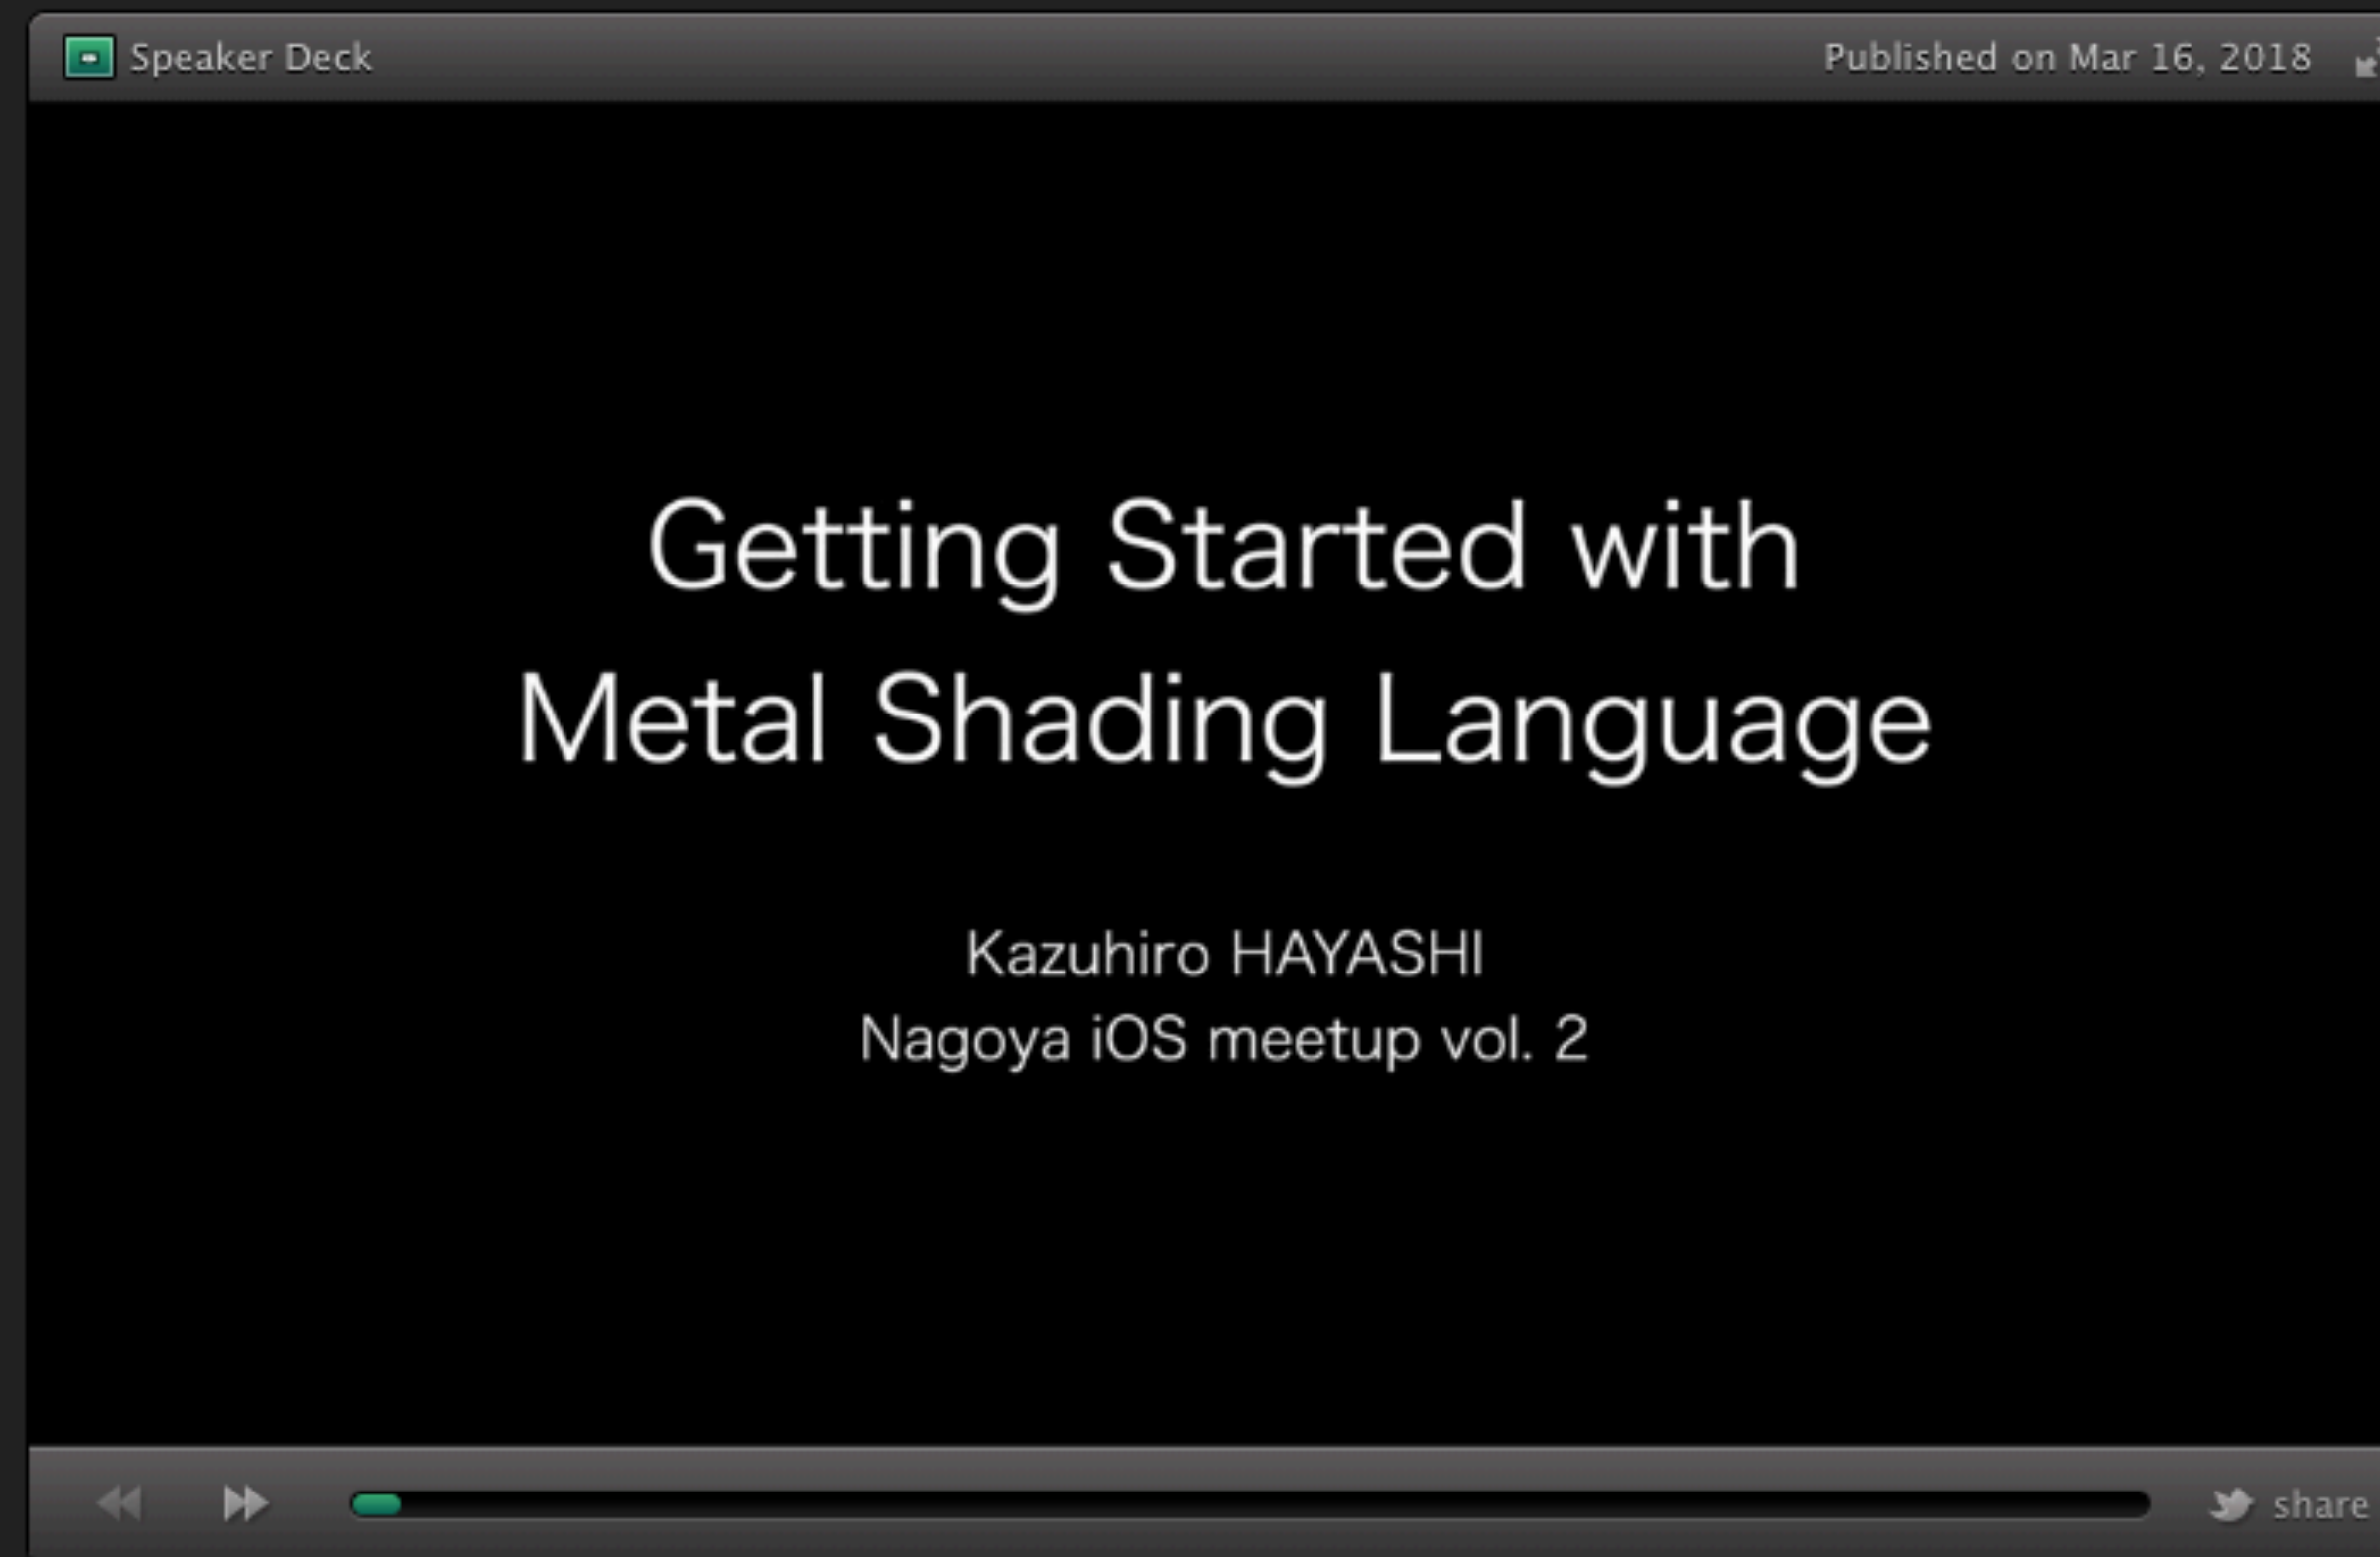 Speaker Deck
Published on Mar 16, 2018
Getting Started with
Metal Shading Language
Kazuhiro HAYASHI
Nagoya iOS meetup vol. 2
share